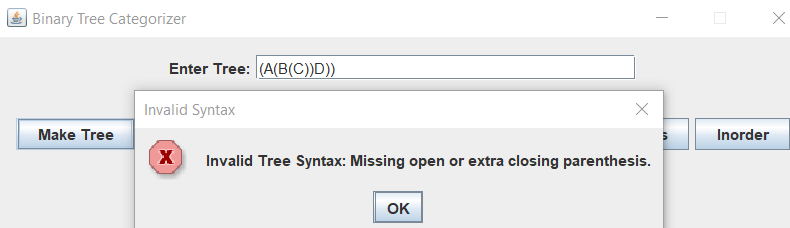 Binary Tree Categorizer
Enter Tree: (A(B(C))D))
Invalid Syntax
Make Tree
s
Inorder
X
Invalid Tree Syntax: Missing open or extra closing parenthesis.
OK